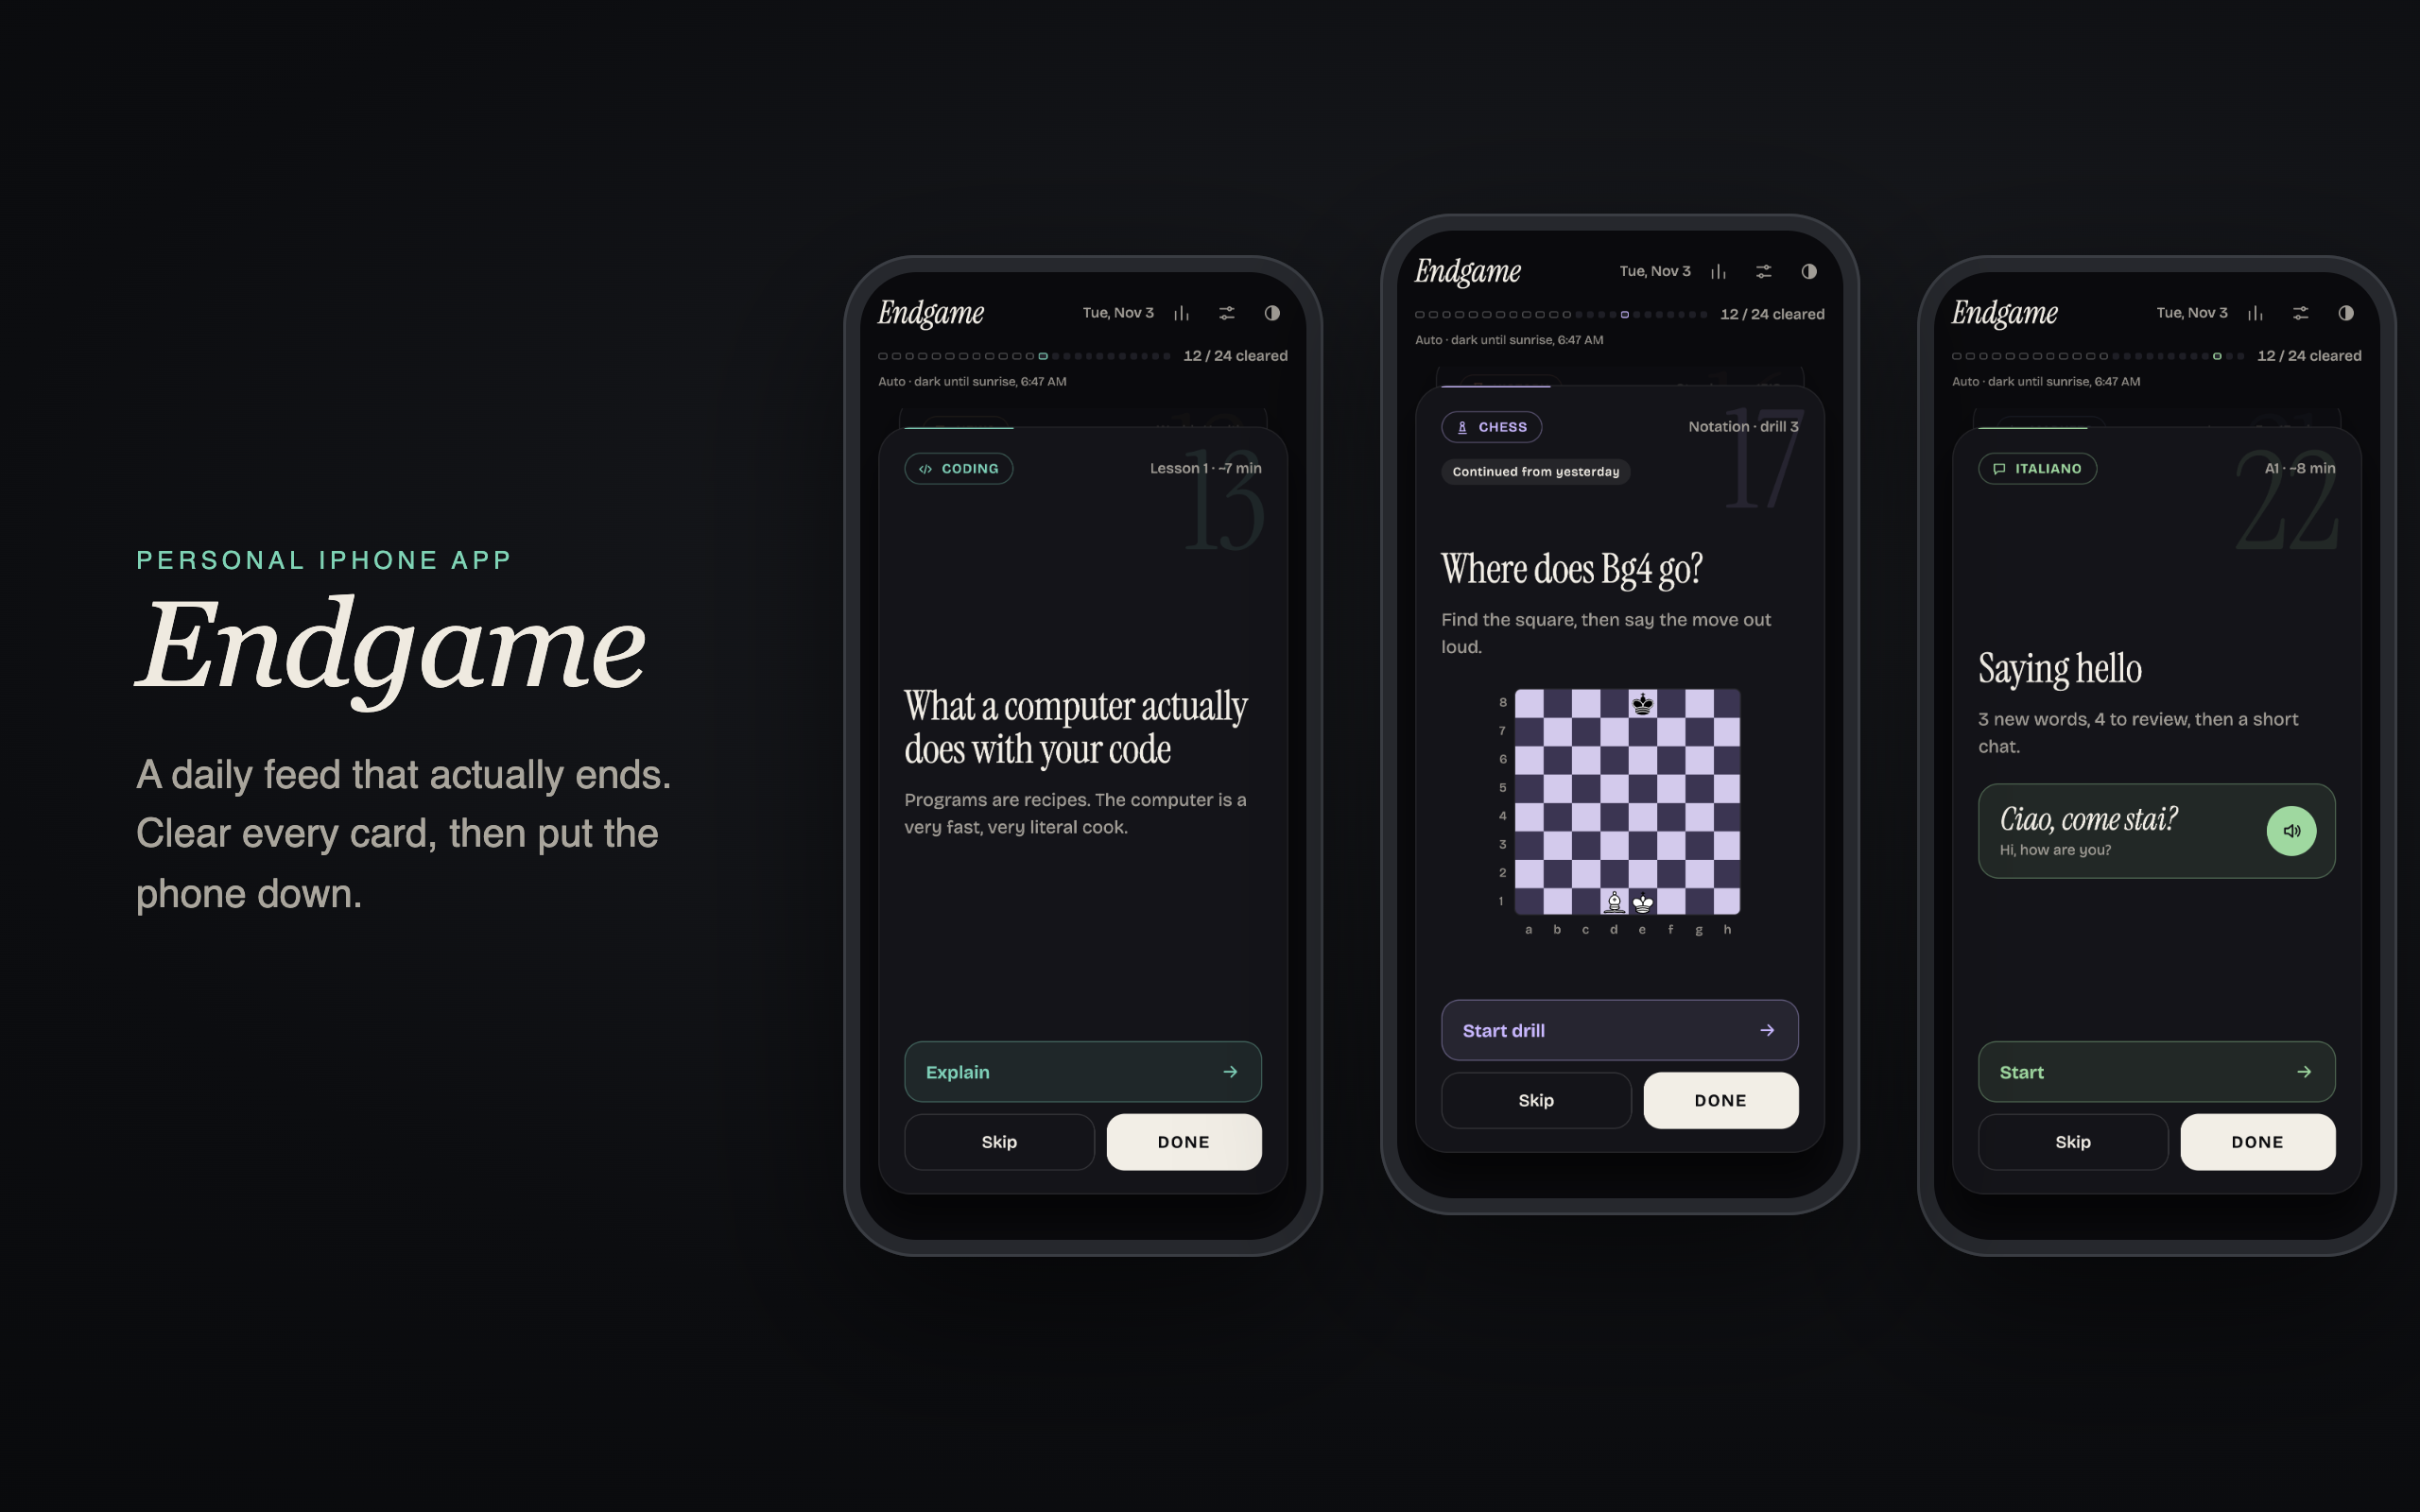 PERSONAL IPHONE APP
Endgame
A daily feed that actually ends.
Clear every card, then put the
phone down.
Endgame
Tue, Nov 3
12 / 24 cleared
Auto · dark until sunrise, 6:47 AM
CODING
Lesson 1 · ~7 min
13
What a computer actually
does with your code
Programs are recipes. The computer is a
very fast, very literal cook.
Explain
Skip
DONE
Endgame
Tue, Nov 3
12 / 24 cleared
Auto · dark until sunrise, 6:47 AM
CHESS
Notation · drill 3
17
Continued from yesterday
Where does Bg4 go?
Find the square, then say the move out
loud.
8
7
6
5
4
3
2
1
a b c d e f g h
Start drill
Skip
DONE
Endgame
Tue, Nov 3
12 / 24 cleared
Auto · dark until sunrise, 6:47 AM
ITALIANO
A1 · ~8 min
22
Saying hello
3 new words, 4 to review, then a short
chat.
Ciao, come stai?
Hi, how are you?
Start
Skip
DONE